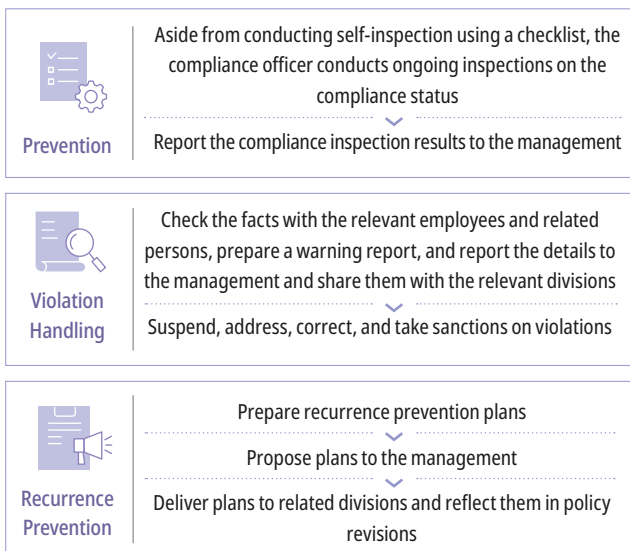 Prevention
Aside from conducting self-inspection using a checklist, the
compliance officer conducts ongoing inspections on the
compliance status
Report the compliance inspection results to the management
Violation
Handling
Check the facts with the relevant employees and related
persons, prepare a warning report, and report the details to
the management and share them with the relevant divisions
Suspend, address, correct, and take sanctions on violations
Recurrence
Prevention
Prepare recurrence prevention plans
Propose plans to the management
Deliver plans to related divisions and reflect them in policy
revisions